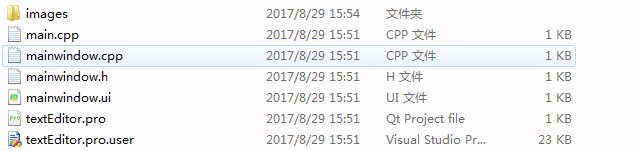 images 2017/8/29 15:54 文件夹
main.cpp 2017/8/29 15:51 CPP 文件 1 KB
mainwindow.cpp 2017/8/29 15:51 CPP 文件 1 KB
mainwindow.h 2017/8/29 15:51 H 文件 1 KB
mainwindow.ui 2017/8/29 15:51 UI 文件 1 KB
textEditor.pro 2017/8/29 15:51 Qt Project file 1 KB
textEditor.pro.user 2017/8/29 15:51 Visual Studio Pr... 23 KB